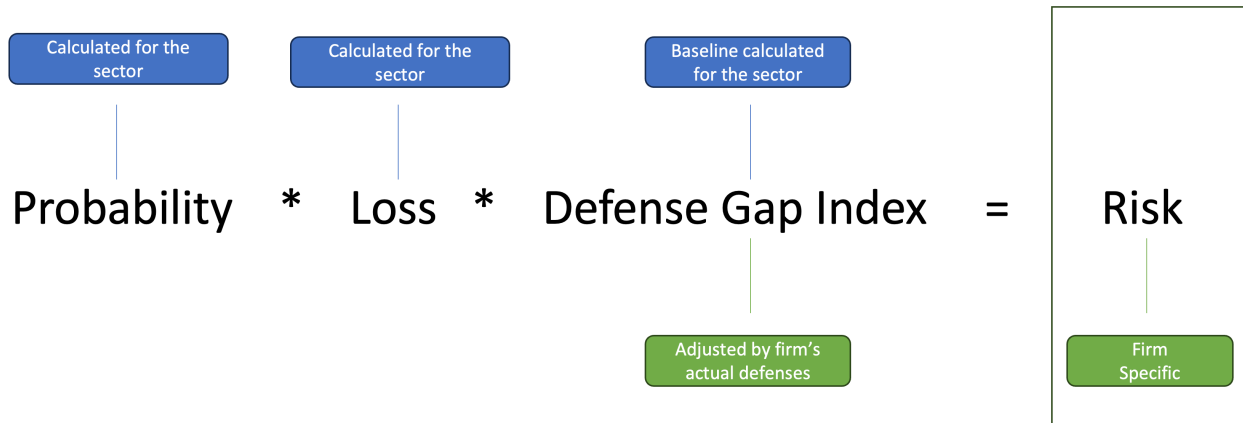 Calculated for the
sector
Calculated for the
sector
Baseline calculated
for the sector
Probability * Loss * Defense Gap Index = Risk
Adjusted by firm's
actual defenses
Firm
Specific